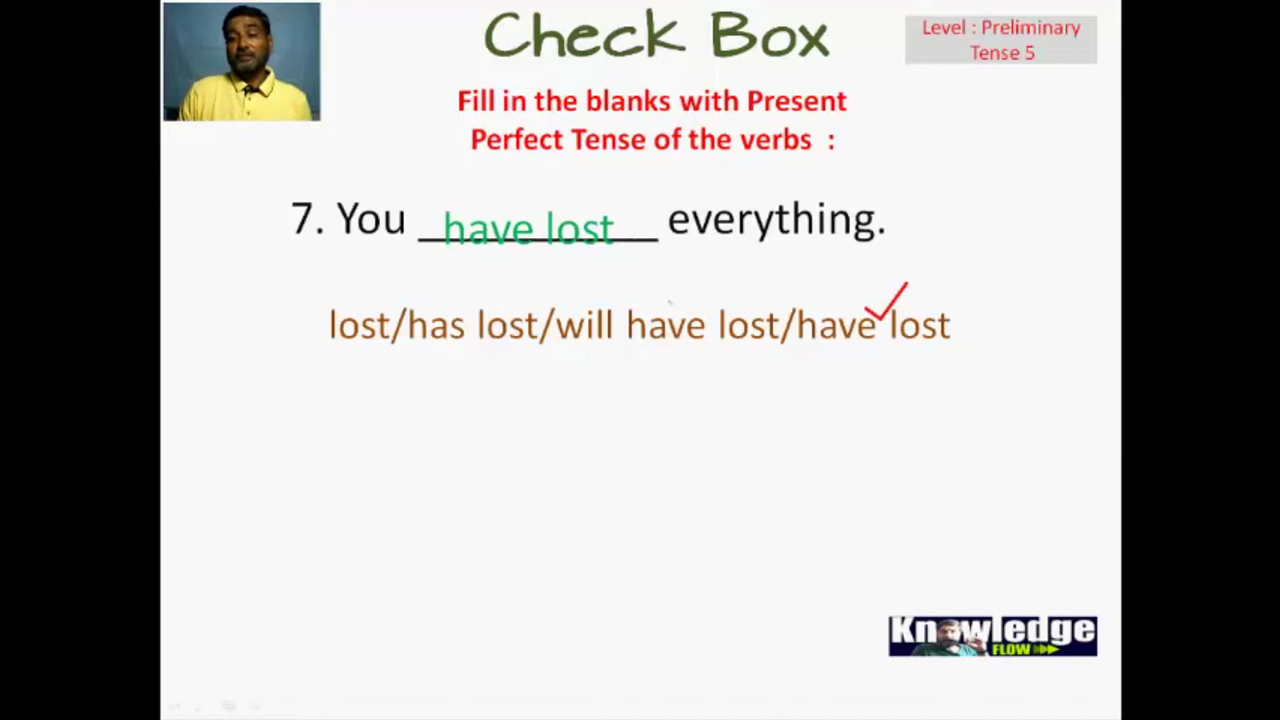 Check Box
Level : Preliminary
Tense 5
Fill in the blanks with Present
Perfect Tense of the verbs :
7. You have lost everything.
lost/has lost/will have lost/have lost
Knowledge
FLOW